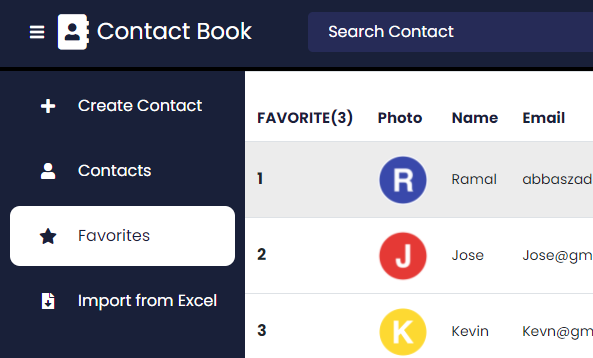 Contact Book
Search Contact
Create Contact
Contacts
Favorites
Import from Excel
FAVORITE(3) Photo Name Email
1 R Ramal abbaszad
2 J Jose Jose@gm
3 K Kevin Kevn@gm